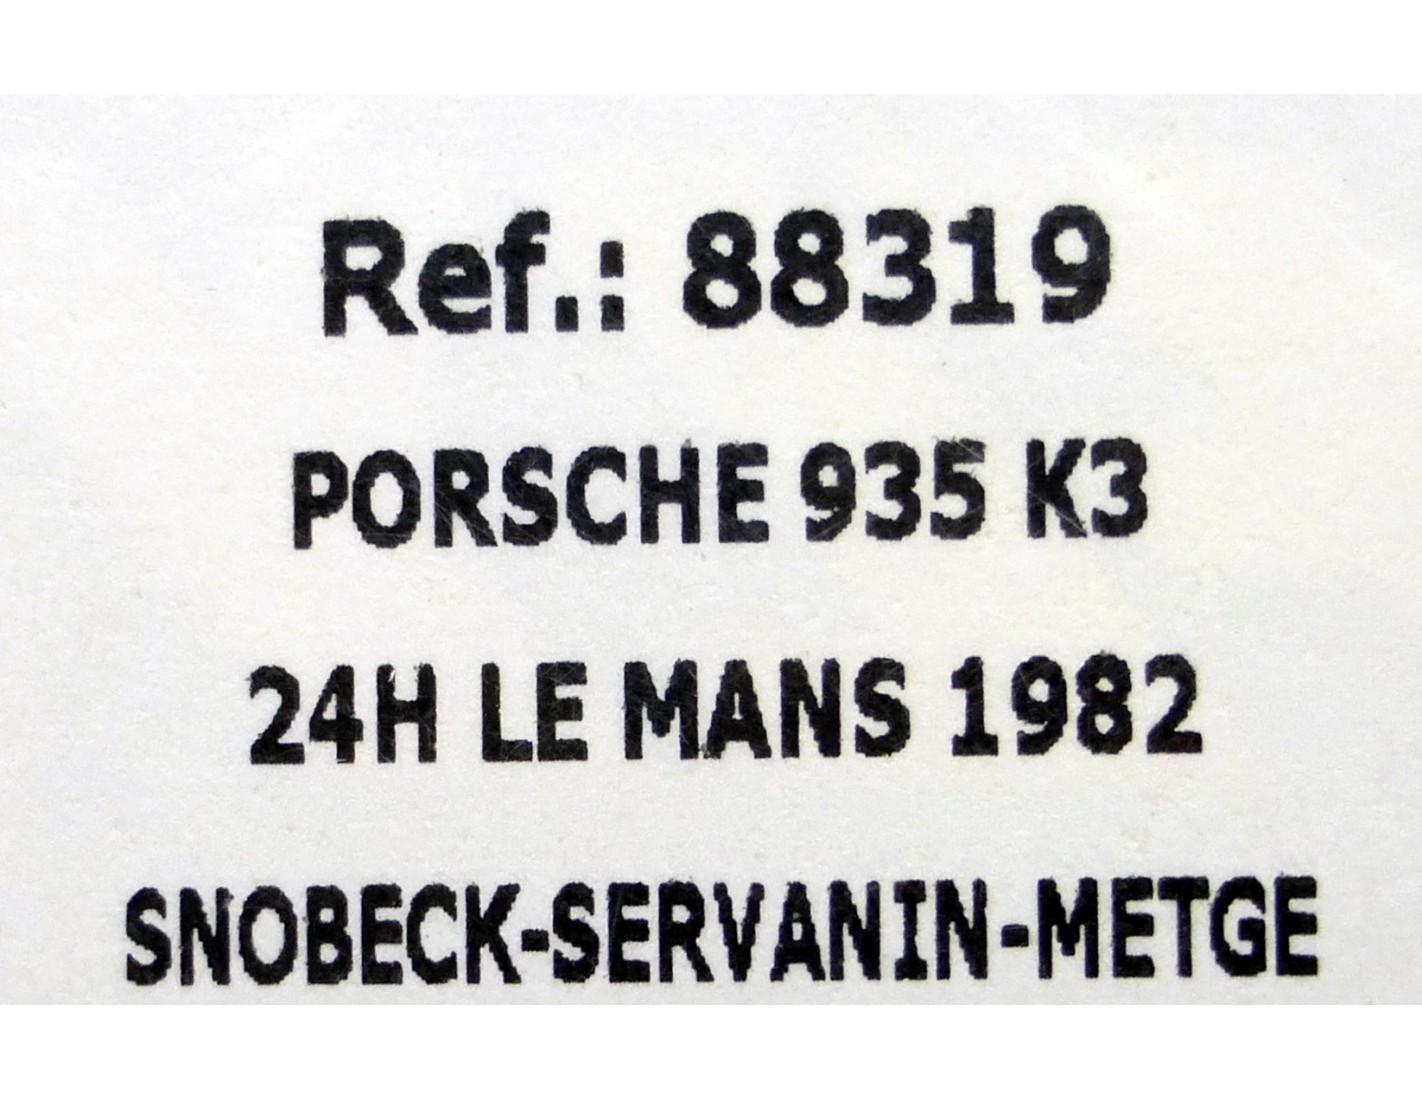 Ref.: 88319
PORSCHE 935 K3
24H LE MANS 1982
SNOBECK-SERVANIN-METGE